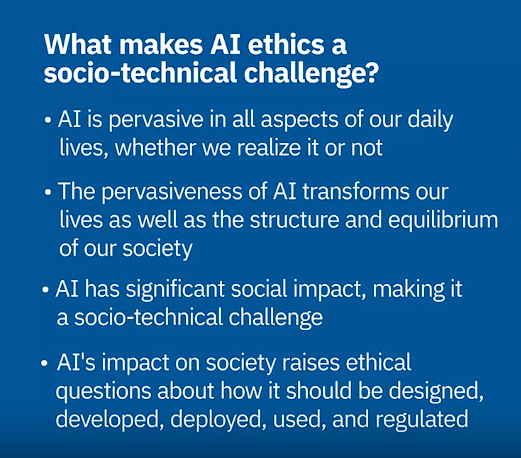 What makes AI ethics a
socio-technical challenge?
• AI is pervasive in all aspects of our daily
lives, whether we realize it or not
• The pervasiveness of AI transforms our
lives as well as the structure and equilibrium
of our society
• AI has significant social impact, making it
a socio-technical challenge
• AI's impact on society raises ethical
questions about how it should be designed,
developed, deployed, used, and regulated